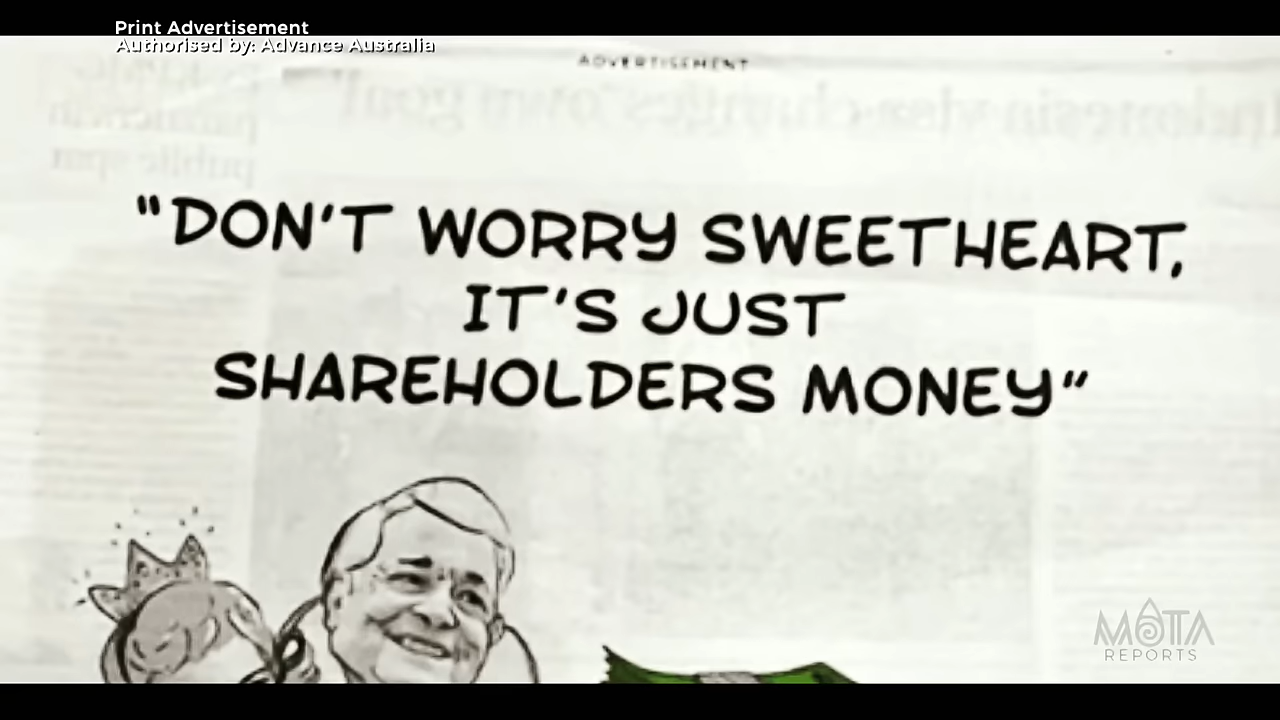 Print Advertisement
Authorised by: Advance Australia
ADVERTISEMENT
"DON'T WORRY SWEETHEART,
IT'S JUST
SHAREHOLDERS MONEY"
MOTA
REPORTS